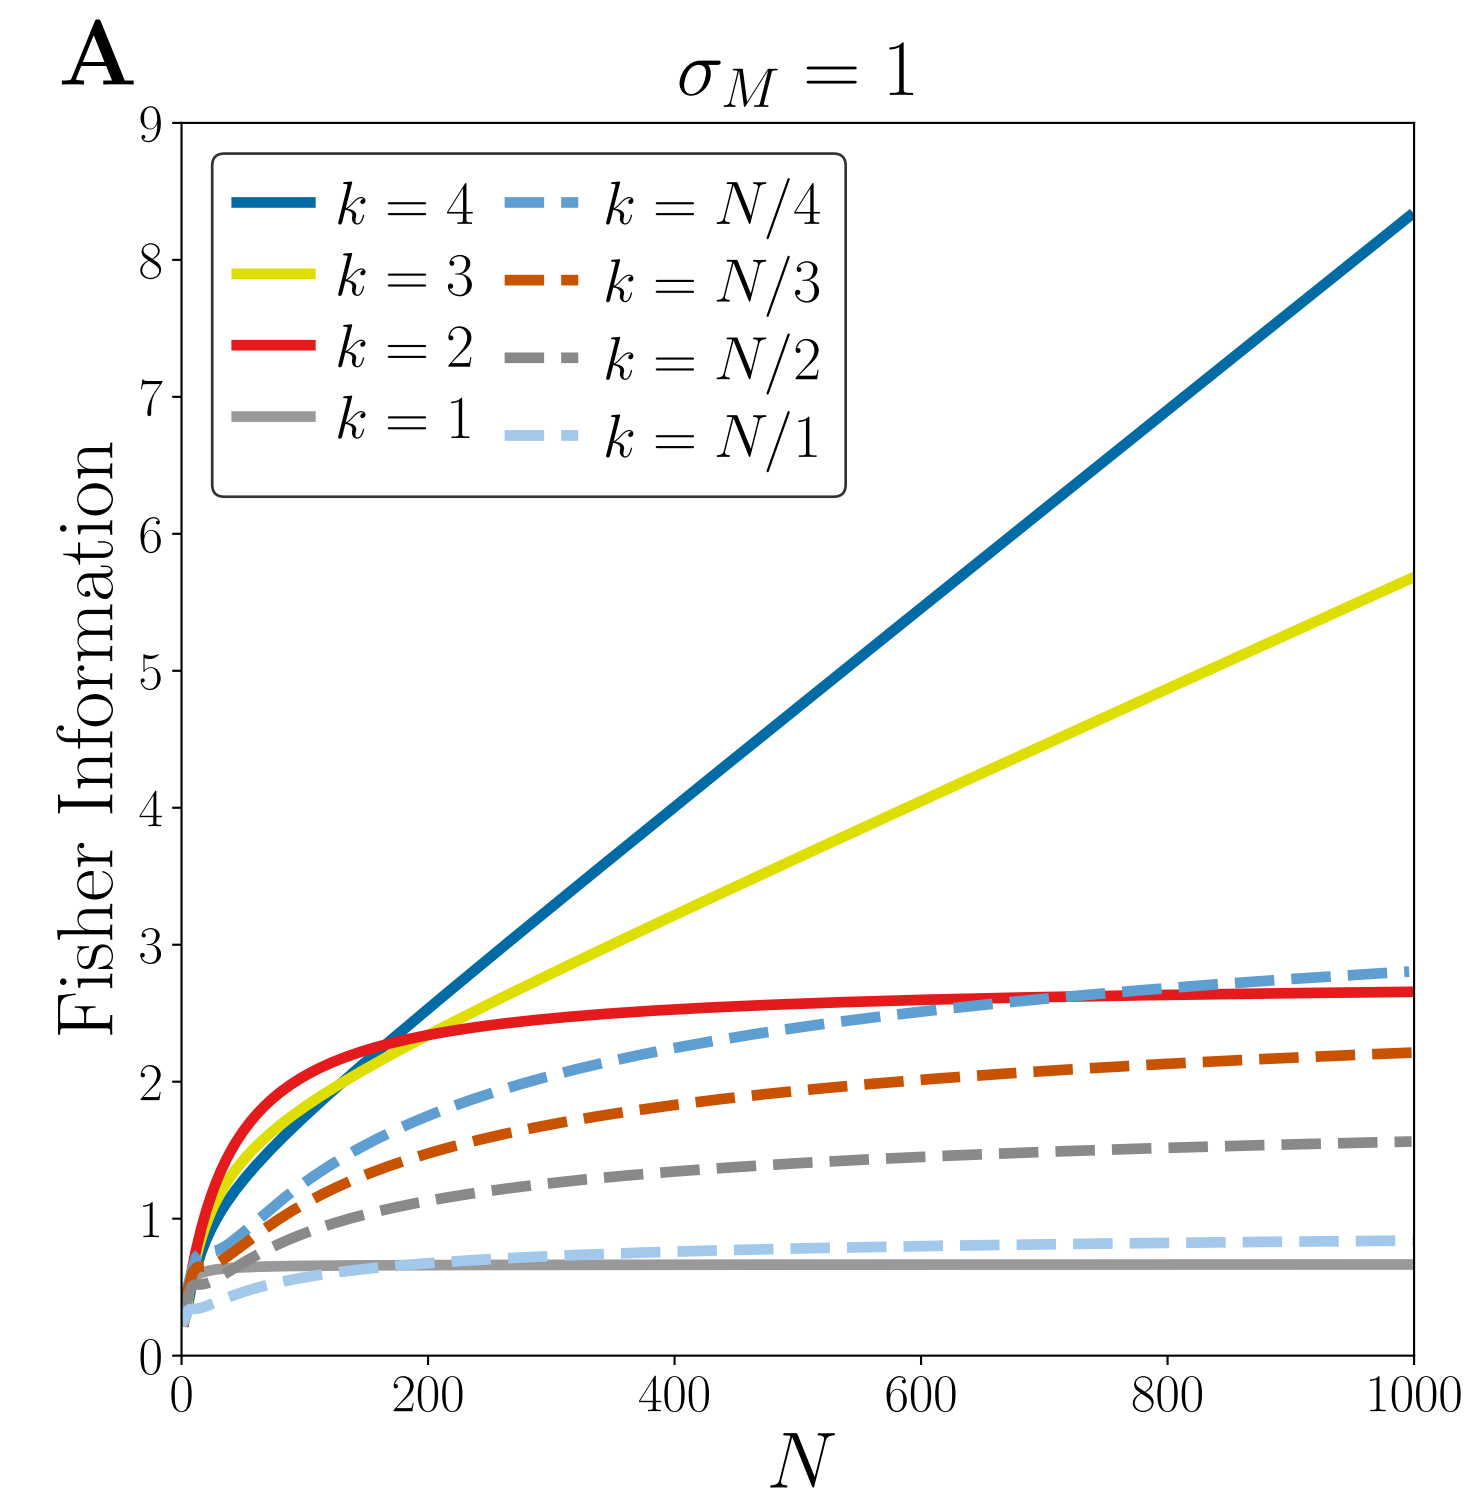 A
σ_M = 1
9
8
7
6
5
4
3
2
1
0
k = 4
k = 3
k = 2
k = 1
k = N/4
k = N/3
k = N/2
k = N/1
Fisher Information
0 200 400 600 800 1000
N